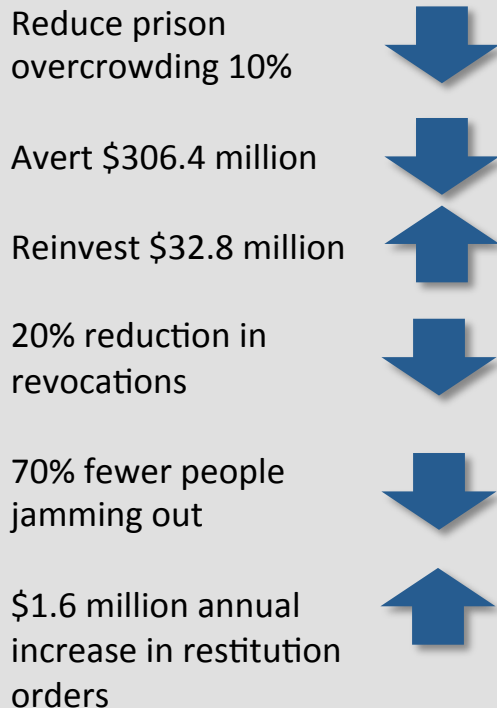 Reduce prison
overcrowding 10%
Avert $306.4 million
Reinvest $32.8 million
20% reduction in
revocations
70% fewer people
jamming out
$1.6 million annual
increase in restitution
orders